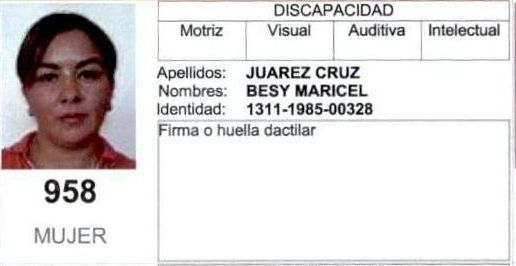 DISCAPACIDAD
Motriz Visual Auditiva Intelectual
Apellidos: JUAREZ CRUZ
Nombres: BESY MARICEL
Identidad: 1311-1985-00328
Firma o huella dactilar
958
MUJER